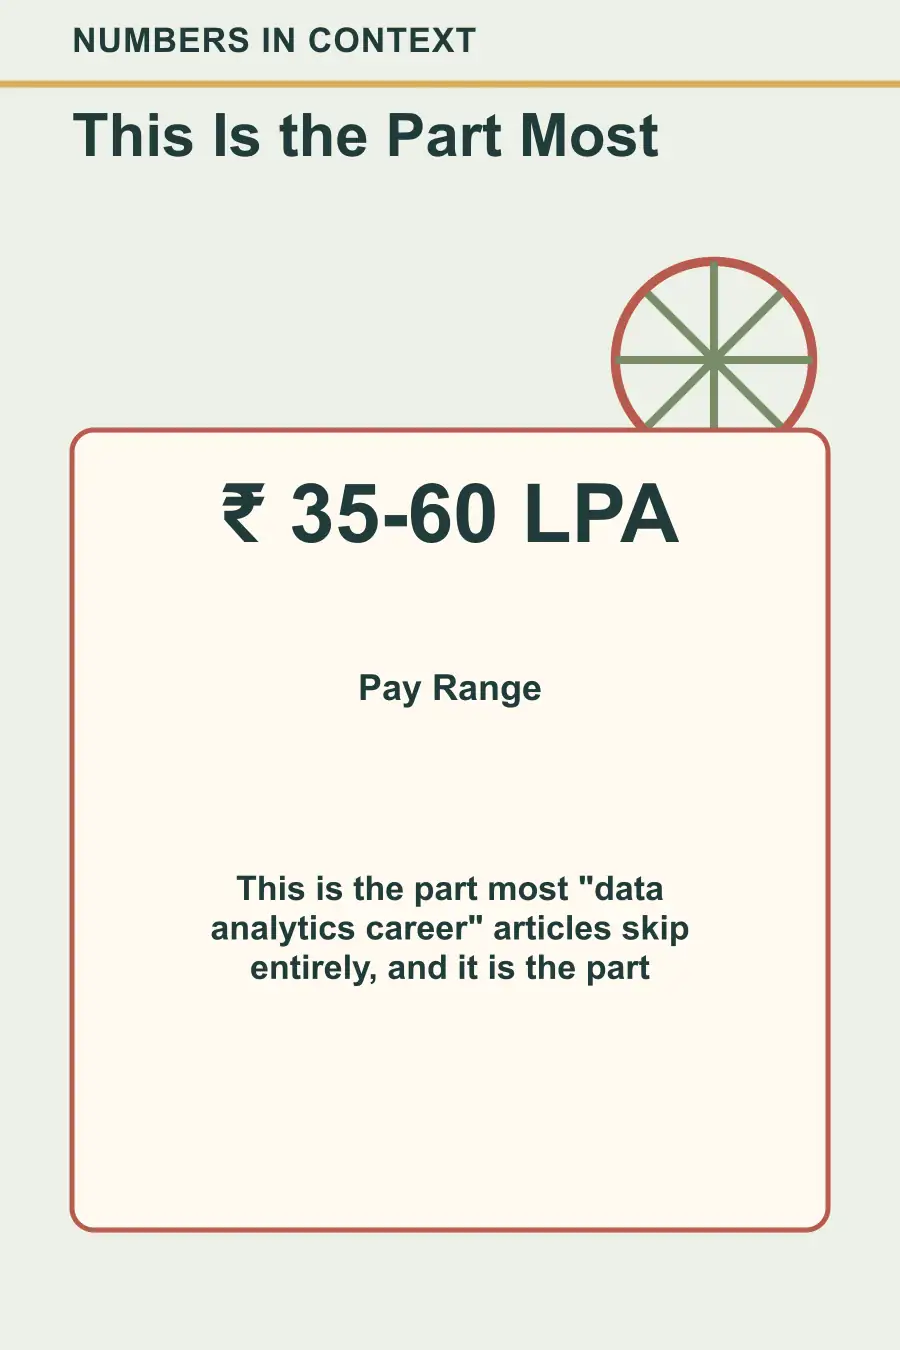 NUMBERS IN CONTEXT
This Is the Part Most
₹ 35-60 LPA
Pay Range
This is the part most "data
analytics career" articles skip
entirely, and it is the part